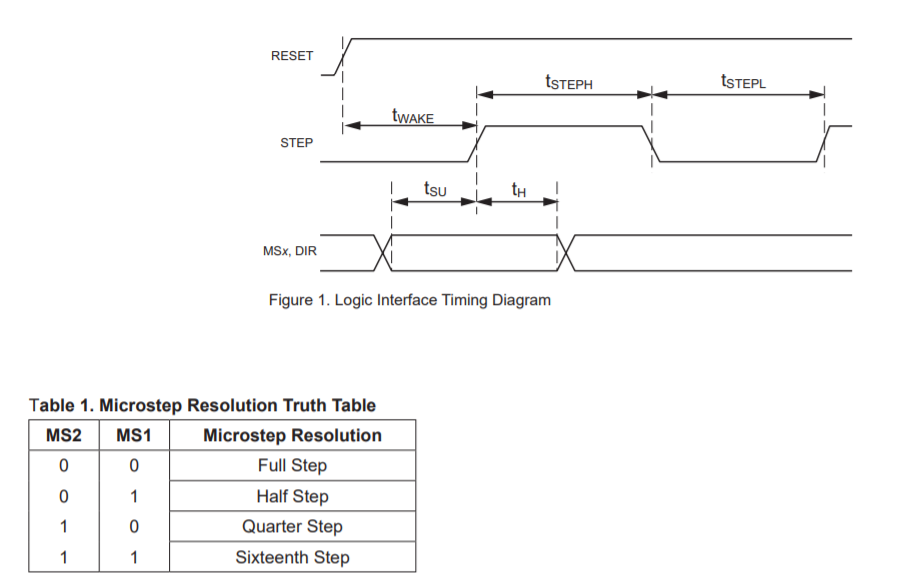 RESET
tSTEPH
tSTEPL
tWAKE
STEP
tSU
tH
MSx, DIR
Figure 1. Logic Interface Timing Diagram
Table 1. Microstep Resolution Truth Table
MS2 MS1 Microstep Resolution
0 0 Full Step
0 1 Half Step
1 0 Quarter Step
1 1 Sixteenth Step